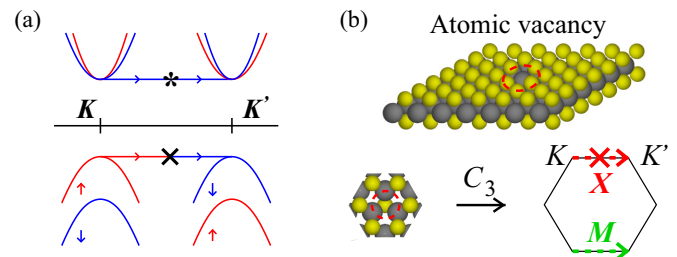 (a)
*
K K'
×
↑ ↓
↓ ↑
(b)
Atomic vacancy
C3
K K'
X
M